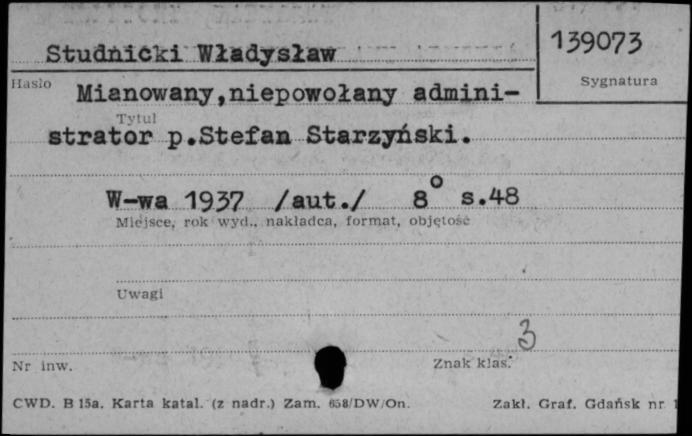 Studnicki Władysław
139073
Hasło
Sygnatura
Mianowany,niepowołany admini-
Tytuł
strator p.Stefan Starzyński.
W-wa 1937 /aut./ 8° s.48
Miejsce, rok wyd., nakładca, format, objętość
Uwagi
3
Nr inw.
Znak klas.
CWD. B 15a. Karta katal. (z nadr.) Zam. 658/DW/On.
Zakł. Graf. Gdańsk nr 1